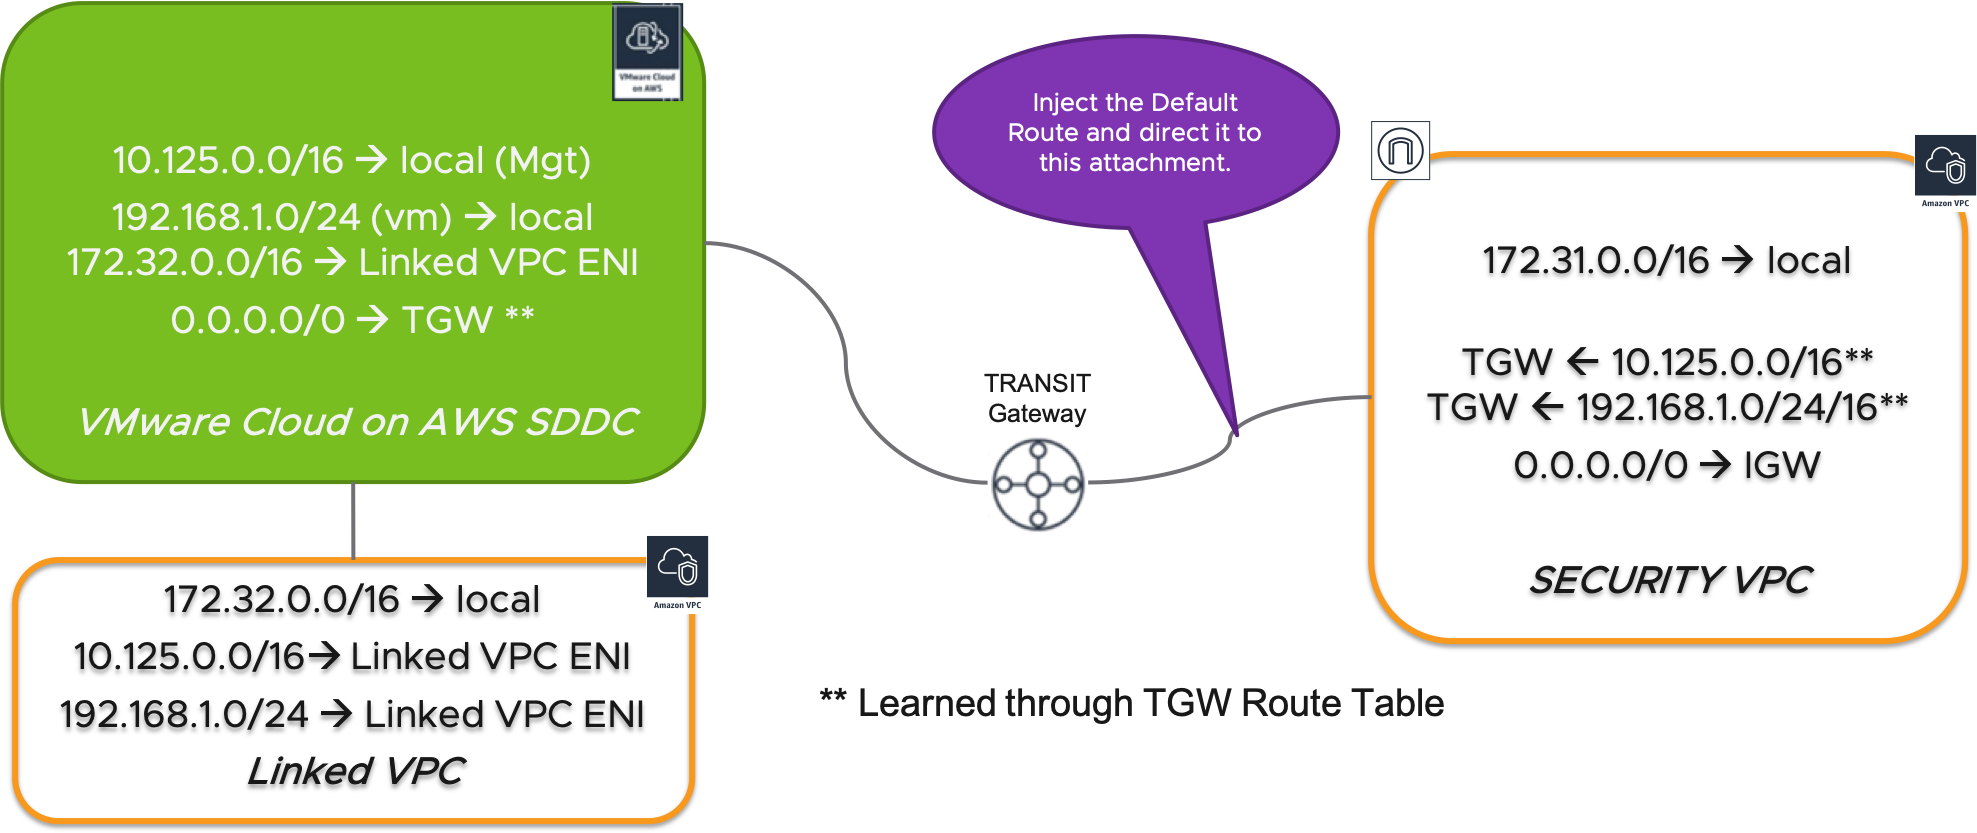 VMware Cloud
on AWS
10.125.0.0/16 → local (Mgt)
192.168.1.0/24 (vm) → local
172.32.0.0/16 → Linked VPC ENI
0.0.0.0/0 → TGW **
VMware Cloud on AWS SDDC
Inject the Default
Route and direct it to
this attachment.
TRANSIT
Gateway
Amazon VPC
172.31.0.0/16 → local
TGW ← 10.125.0.0/16**
TGW ← 192.168.1.0/24/16**
0.0.0.0/0 → IGW
SECURITY VPC
Amazon VPC
172.32.0.0/16 → local
10.125.0.0/16→ Linked VPC ENI
192.168.1.0/24 → Linked VPC ENI
Linked VPC
** Learned through TGW Route Table